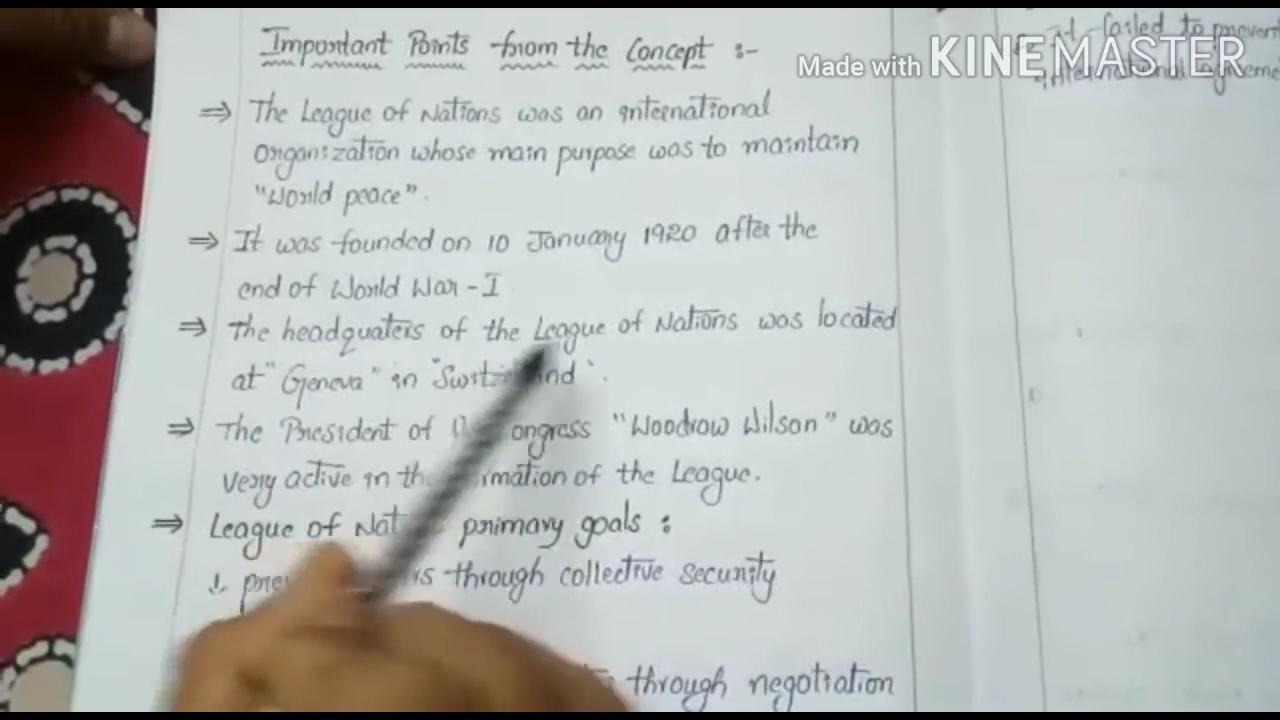 Important Points from the Concept :-
Made with KINEMASTER
⇒ The League of Nations was an international
Organization whose main purpose was to maintain
"World peace".
⇒ It was founded on 10 January 1920 after the
end of World War - I
⇒ The headquaters of the League of Nations was located
at "Geneva" in
⇒ The President of "Woodrow Wilson" was
very active in of the League.
⇒ League of primary goals :
through collective security
through negotiation
failed to